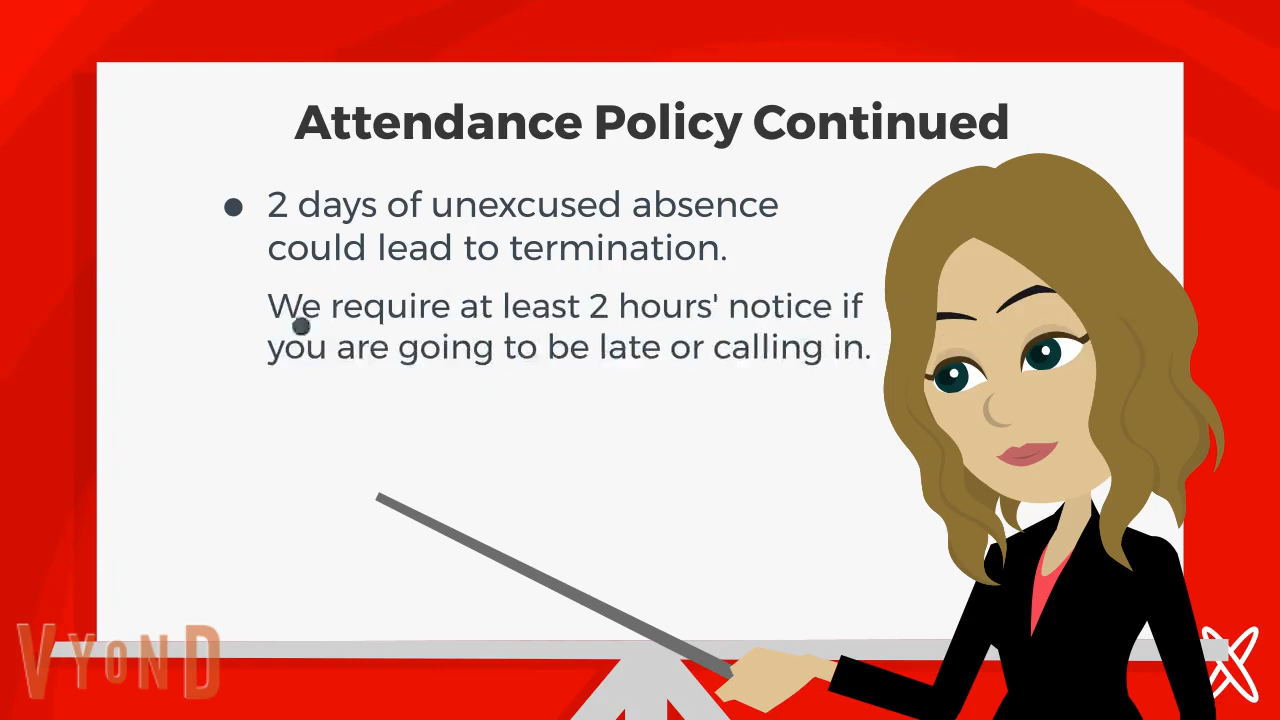 Attendance Policy Continued
● 2 days of unexcused absence
could lead to termination.
We require at least 2 hours' notice if
you are going to be late or calling in.
VYOND